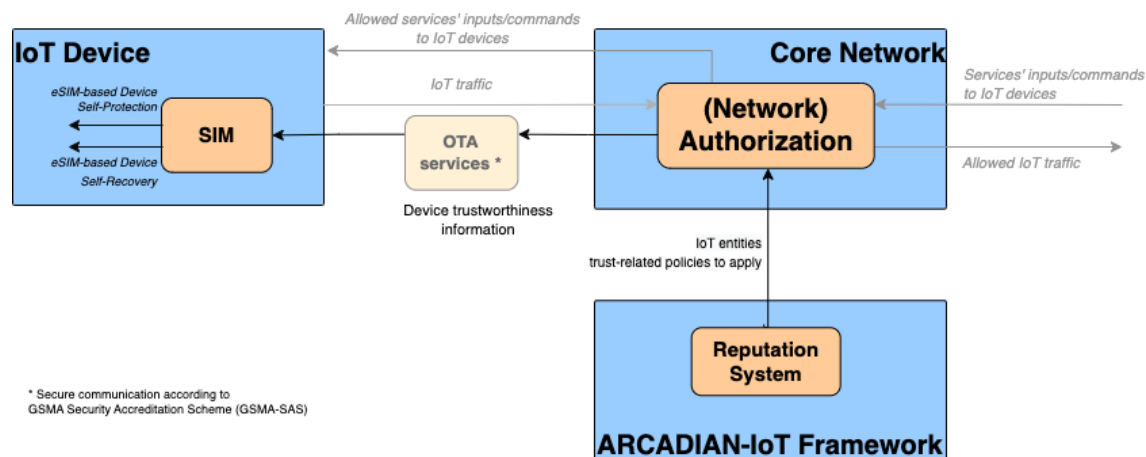 Allowed services' inputs/commands
to IoT devices
IoT Device
Core Network
IoT traffic
Services' inputs/commands
to IoT devices
eSIM-based Device
Self-Protection
SIM
eSIM-based Device
Self-Recovery
OTA
services *
(Network)
Authorization
Allowed IoT traffic
Device trustworthiness
information
IoT entities
trust-related policies to apply
Reputation
System
* Secure communication according to
GSMA Security Accreditation Scheme (GSMA-SAS)
ARCADIAN-IoT Framework